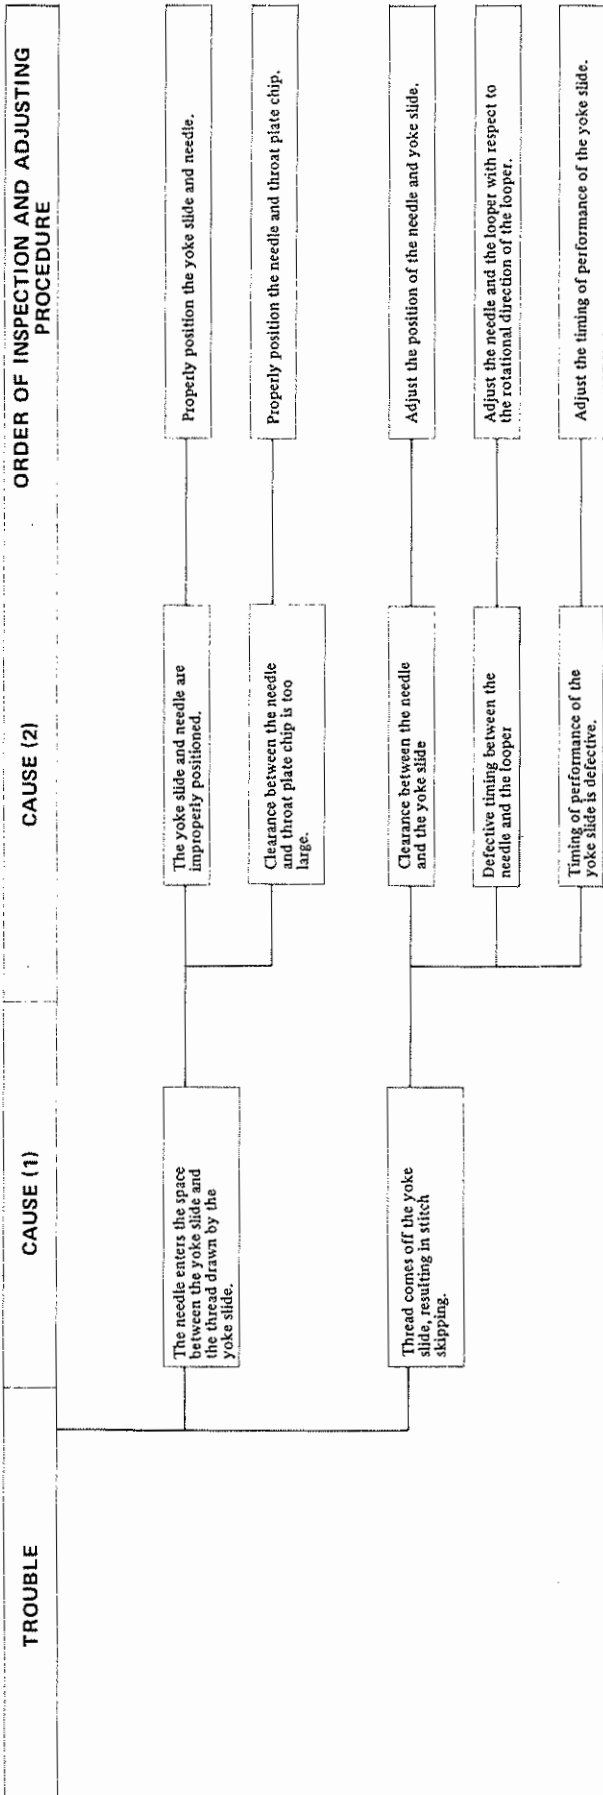 TROUBLE
CAUSE (1)
CAUSE (2)
ORDER OF INSPECTION AND ADJUSTING
PROCEDURE
The needle enters the space
between the yoke slide and
the thread drawn by the
yoke slide.
The yoke slide and needle are
improperly positioned.
Properly position the yoke slide and needle.
Clearance between the needle
and throat plate chip is too
large.
Properly position the needle and throat plate chip.
Thread comes off the yoke
slide, resulting in stitch
skipping.
Clearance between the needle
and the yoke slide
Adjust the position of the needle and yoke slide.
Defective timing between the
needle and the looper
Adjust the needle and the looper with respect to
the rotational direction of the looper.
Timing of performance of the
yoke slide is defective.
Adjust the timing of performance of the yoke slide.